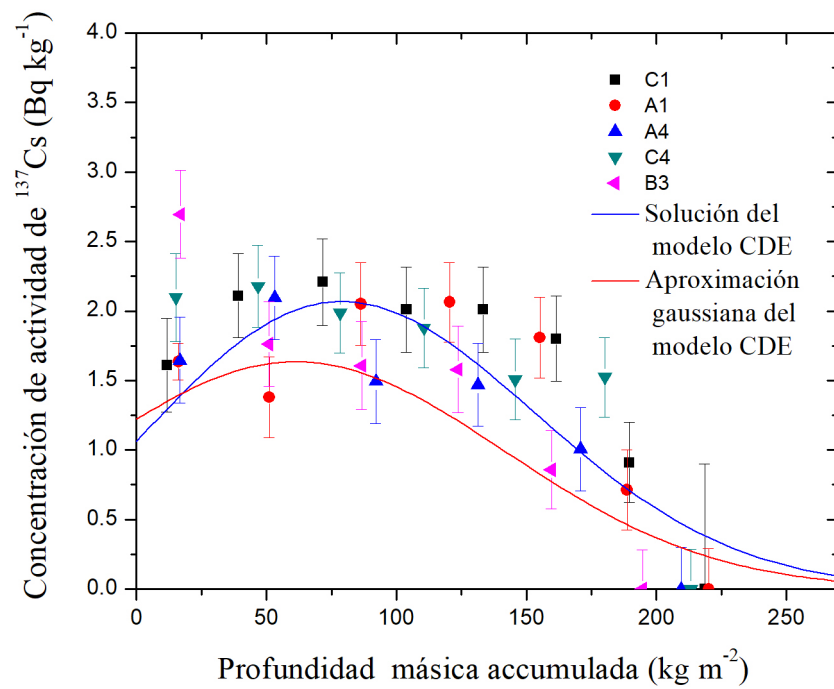 4.0
3.5
3.0
2.5
2.0
1.5
1.0
0.5
0.0
Concentración de actividad de ¹³⁷Cs (Bq kg⁻¹)
C1
A1
A4
C4
B3
Solución del
modelo CDE
Aproximación
gaussiana del
modelo CDE
0
50
100
150
200
250
Profundidad másica accumulada (kg m⁻²)